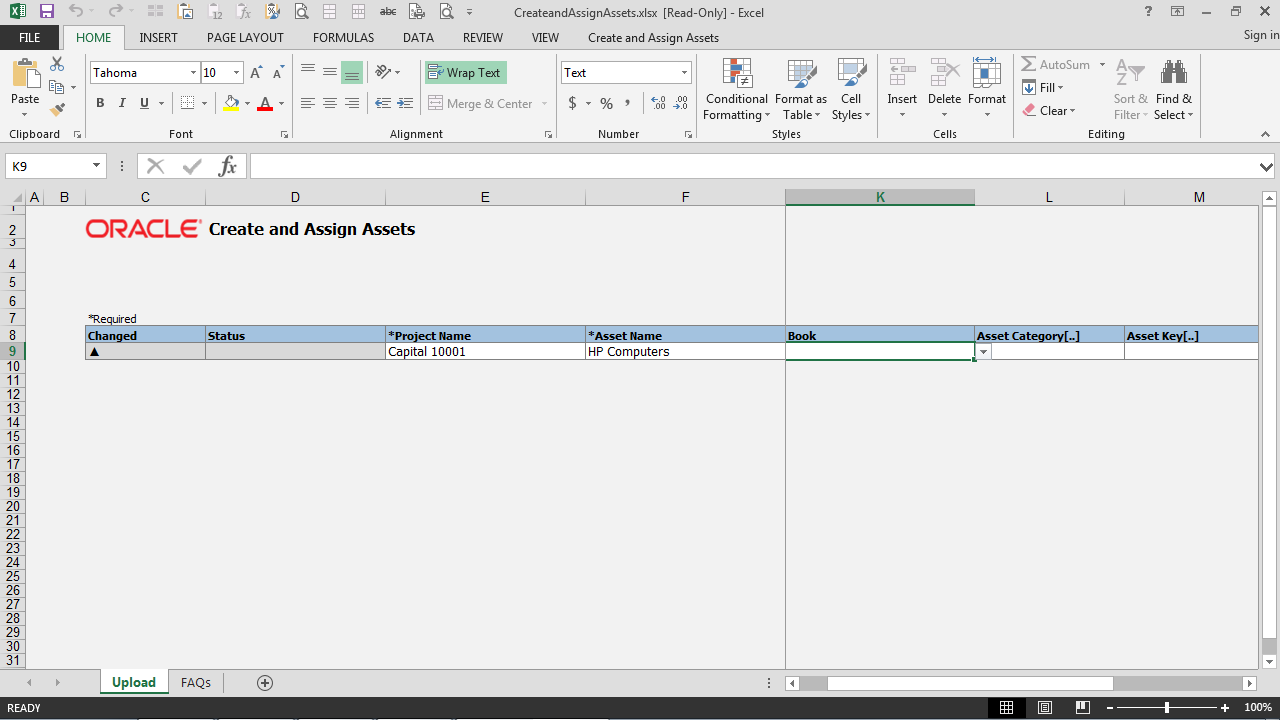 CreateandAssignAssets.xlsx [Read-Only] - Excel
FILE HOME INSERT PAGE LAYOUT FORMULAS DATA REVIEW VIEW Create and Assign Assets Sign in
Paste Tahoma 10 Wrap Text Text AutoSum
B I U Merge & Center $ % , Conditional Formatting Format as Table Cell Styles Insert Delete Format Fill Clear Sort & Filter Find & Select
Clipboard Font Alignment Number Styles Cells Editing
K9
A B C D E F K L M
1
2 ORACLE Create and Assign Assets
3
4
5
6
7 *Required
8 Changed Status *Project Name *Asset Name Book Asset Category[..] Asset Key[..]
9 ▲ Capital 10001 HP Computers
10
11
12
13
14
15
16
17
18
19
20
21
22
23
24
25
26
27
28
29
30
31
Upload FAQs
READY 100%